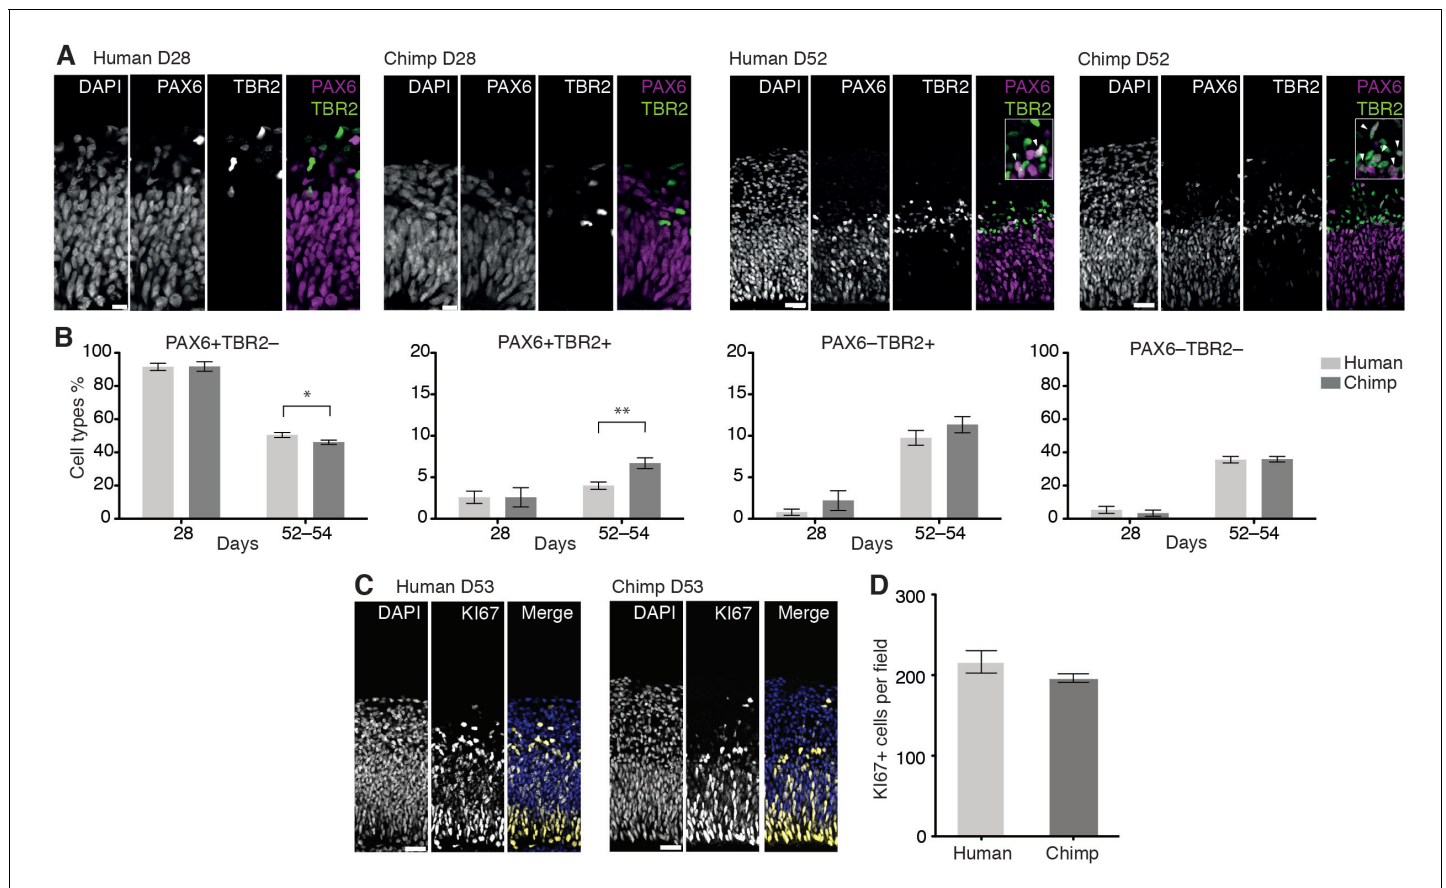 A
Human D28
Chimp D28
Human D52
Chimp D52
DAPI PAX6 TBR2 PAX6
TBR2
DAPI PAX6 TBR2 PAX6
TBR2
DAPI PAX6 TBR2 PAX6
TBR2
DAPI PAX6 TBR2 PAX6
TBR2
B
Cell types %
PAX6+TBR2–
100
80
60
40
20
0
*
28 52–54
Days
PAX6+TBR2+
20
15
10
5
0
**
28 52–54
Days
PAX6–TBR2+
20
15
10
5
0
28 52–54
Days
PAX6–TBR2–
100
80
60
40
20
0
28 52–54
Days
Human
Chimp
C
Human D53
Chimp D53
DAPI KI67 Merge
DAPI KI67 Merge
D
KI67+ cells per field
300
200
100
0
Human Chimp